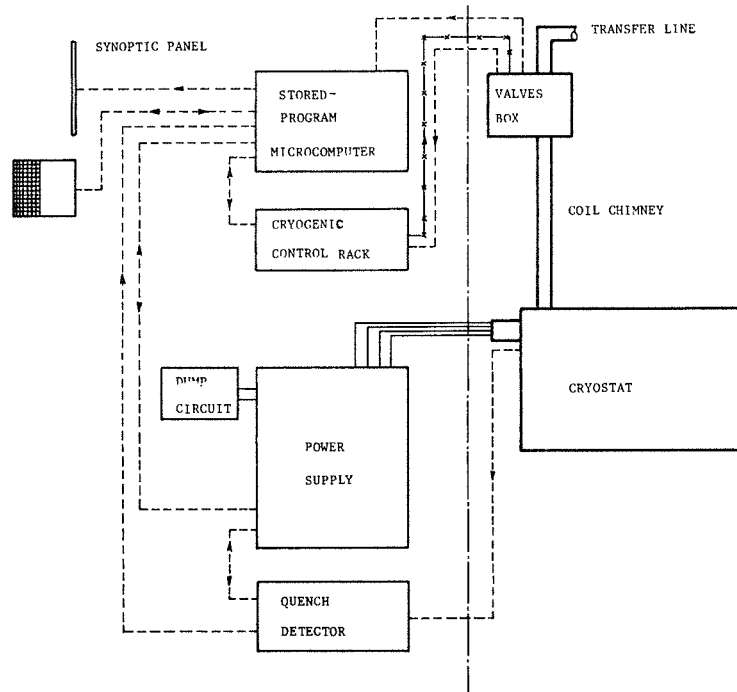 SYNOPTIC PANEL
TRANSFER LINE
STORED-
PROGRAM
MICROCOMPUTER
VALVES
BOX
COIL CHIMNEY
CRYOGENIC
CONTROL RACK
DUMP
CIRCUIT
CRYOSTAT
POWER
SUPPLY
QUENCH
DETECTOR